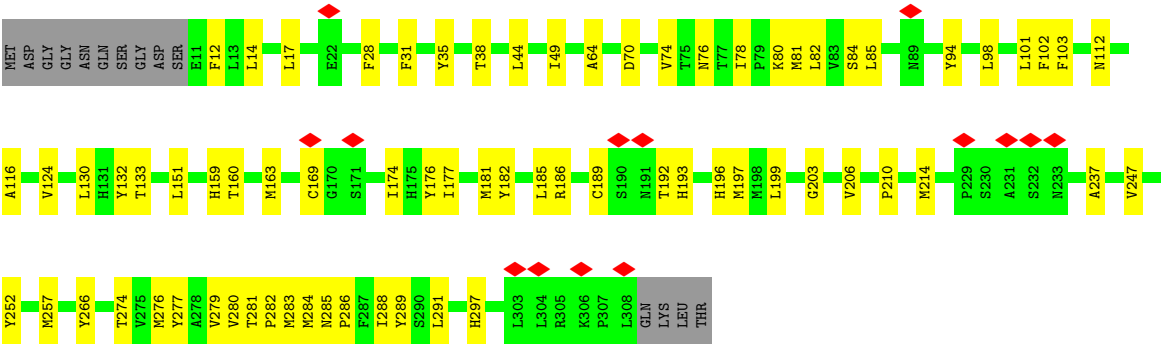 MET ASP GLY GLY ASN GLN SER GLY ASP SER E11 F12 L13 L14 L17 E22 F28 F31 Y35 T38 L44 I49 A64 D70 V74 T75 N76 T77 I78 P79 K80 M81 L82 V83 S84 L85 N89 Y94 L98 L101 F102 F103 N112
A116 V124 L130 H131 Y132 T133 L151 H159 T160 M163 C169 G170 S171 I174 H175 Y176 I177 M181 Y182 L185 R186 C189 S190 N191 T192 H193 H196 M197 M198 L199 G203 V206 P210 M214 P229 S230 A231 S232 N233 A237 V247
Y252 M257 Y266 T274 V275 M276 Y277 A278 V279 V280 T281 P282 M283 M284 N285 P286 F287 I288 Y289 S290 L291 H297 L303 L304 R305 K306 P307 L308 GLN LYS LEU THR